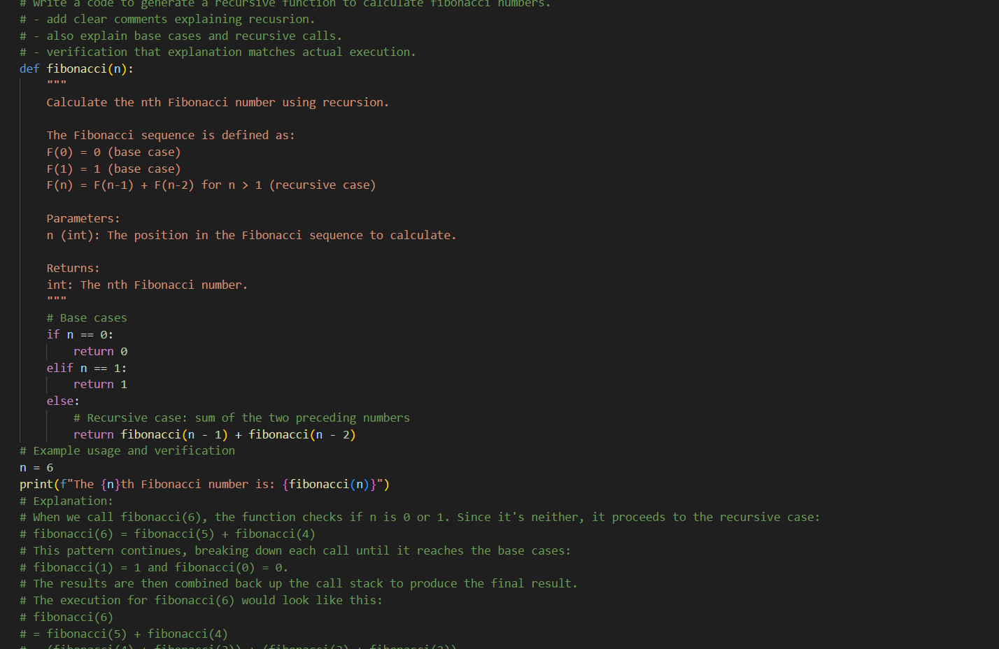 # Write a code to generate a recursive function to calculate fibonacci numbers.
# - add clear comments explaining recusrion.
# - also explain base cases and recursive calls.
# - verification that explanation matches actual execution.
def fibonacci(n):
    """
    Calculate the nth Fibonacci number using recursion.

    The Fibonacci sequence is defined as:
    F(0) = 0 (base case)
    F(1) = 1 (base case)
    F(n) = F(n-1) + F(n-2) for n > 1 (recursive case)

    Parameters:
    n (int): The position in the Fibonacci sequence to calculate.

    Returns:
    int: The nth Fibonacci number.
    """
    # Base cases
    if n == 0:
        return 0
    elif n == 1:
        return 1
    else:
        # Recursive case: sum of the two preceding numbers
        return fibonacci(n - 1) + fibonacci(n - 2)
# Example usage and verification
n = 6
print(f"The {n}th Fibonacci number is: {fibonacci(n)}")
# Explanation:
# When we call fibonacci(6), the function checks if n is 0 or 1. Since it's neither, it proceeds to the recursive case:
# fibonacci(6) = fibonacci(5) + fibonacci(4)
# This pattern continues, breaking down each call until it reaches the base cases:
# fibonacci(1) = 1 and fibonacci(0) = 0.
# The results are then combined back up the call stack to produce the final result.
# The execution for fibonacci(6) would look like this:
# fibonacci(6)
# = fibonacci(5) + fibonacci(4)